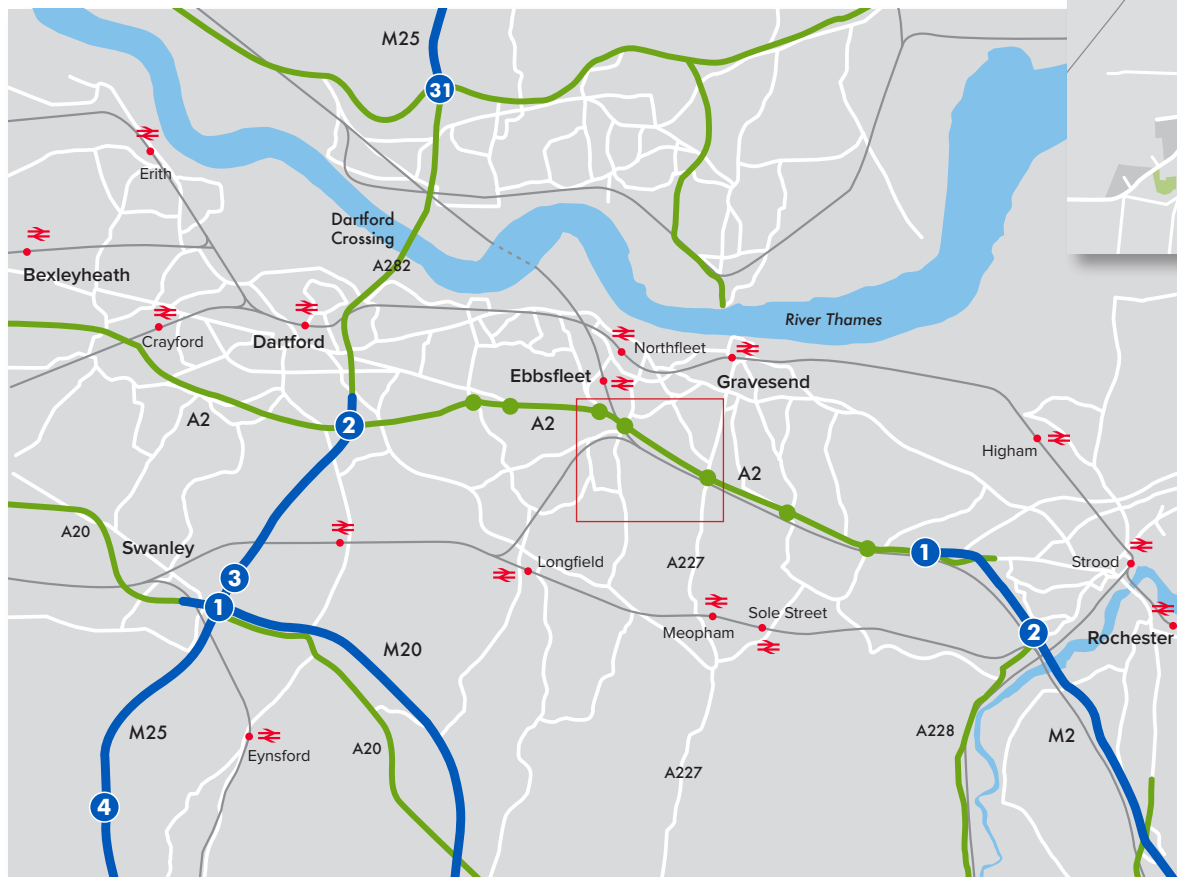 M25
31
Erith
Dartford
Crossing
Bexleyheath
A282
River Thames
Crayford
Dartford
Northfleet
Ebbsfleet
Gravesend
A2
2
A2
A2
Higham
A20
Swanley
3
1
1
Longfield
A227
Strood
Sole Street
Meopham
2
Rochester
M20
M25
A20
Eynsford
A228
M2
A227
4